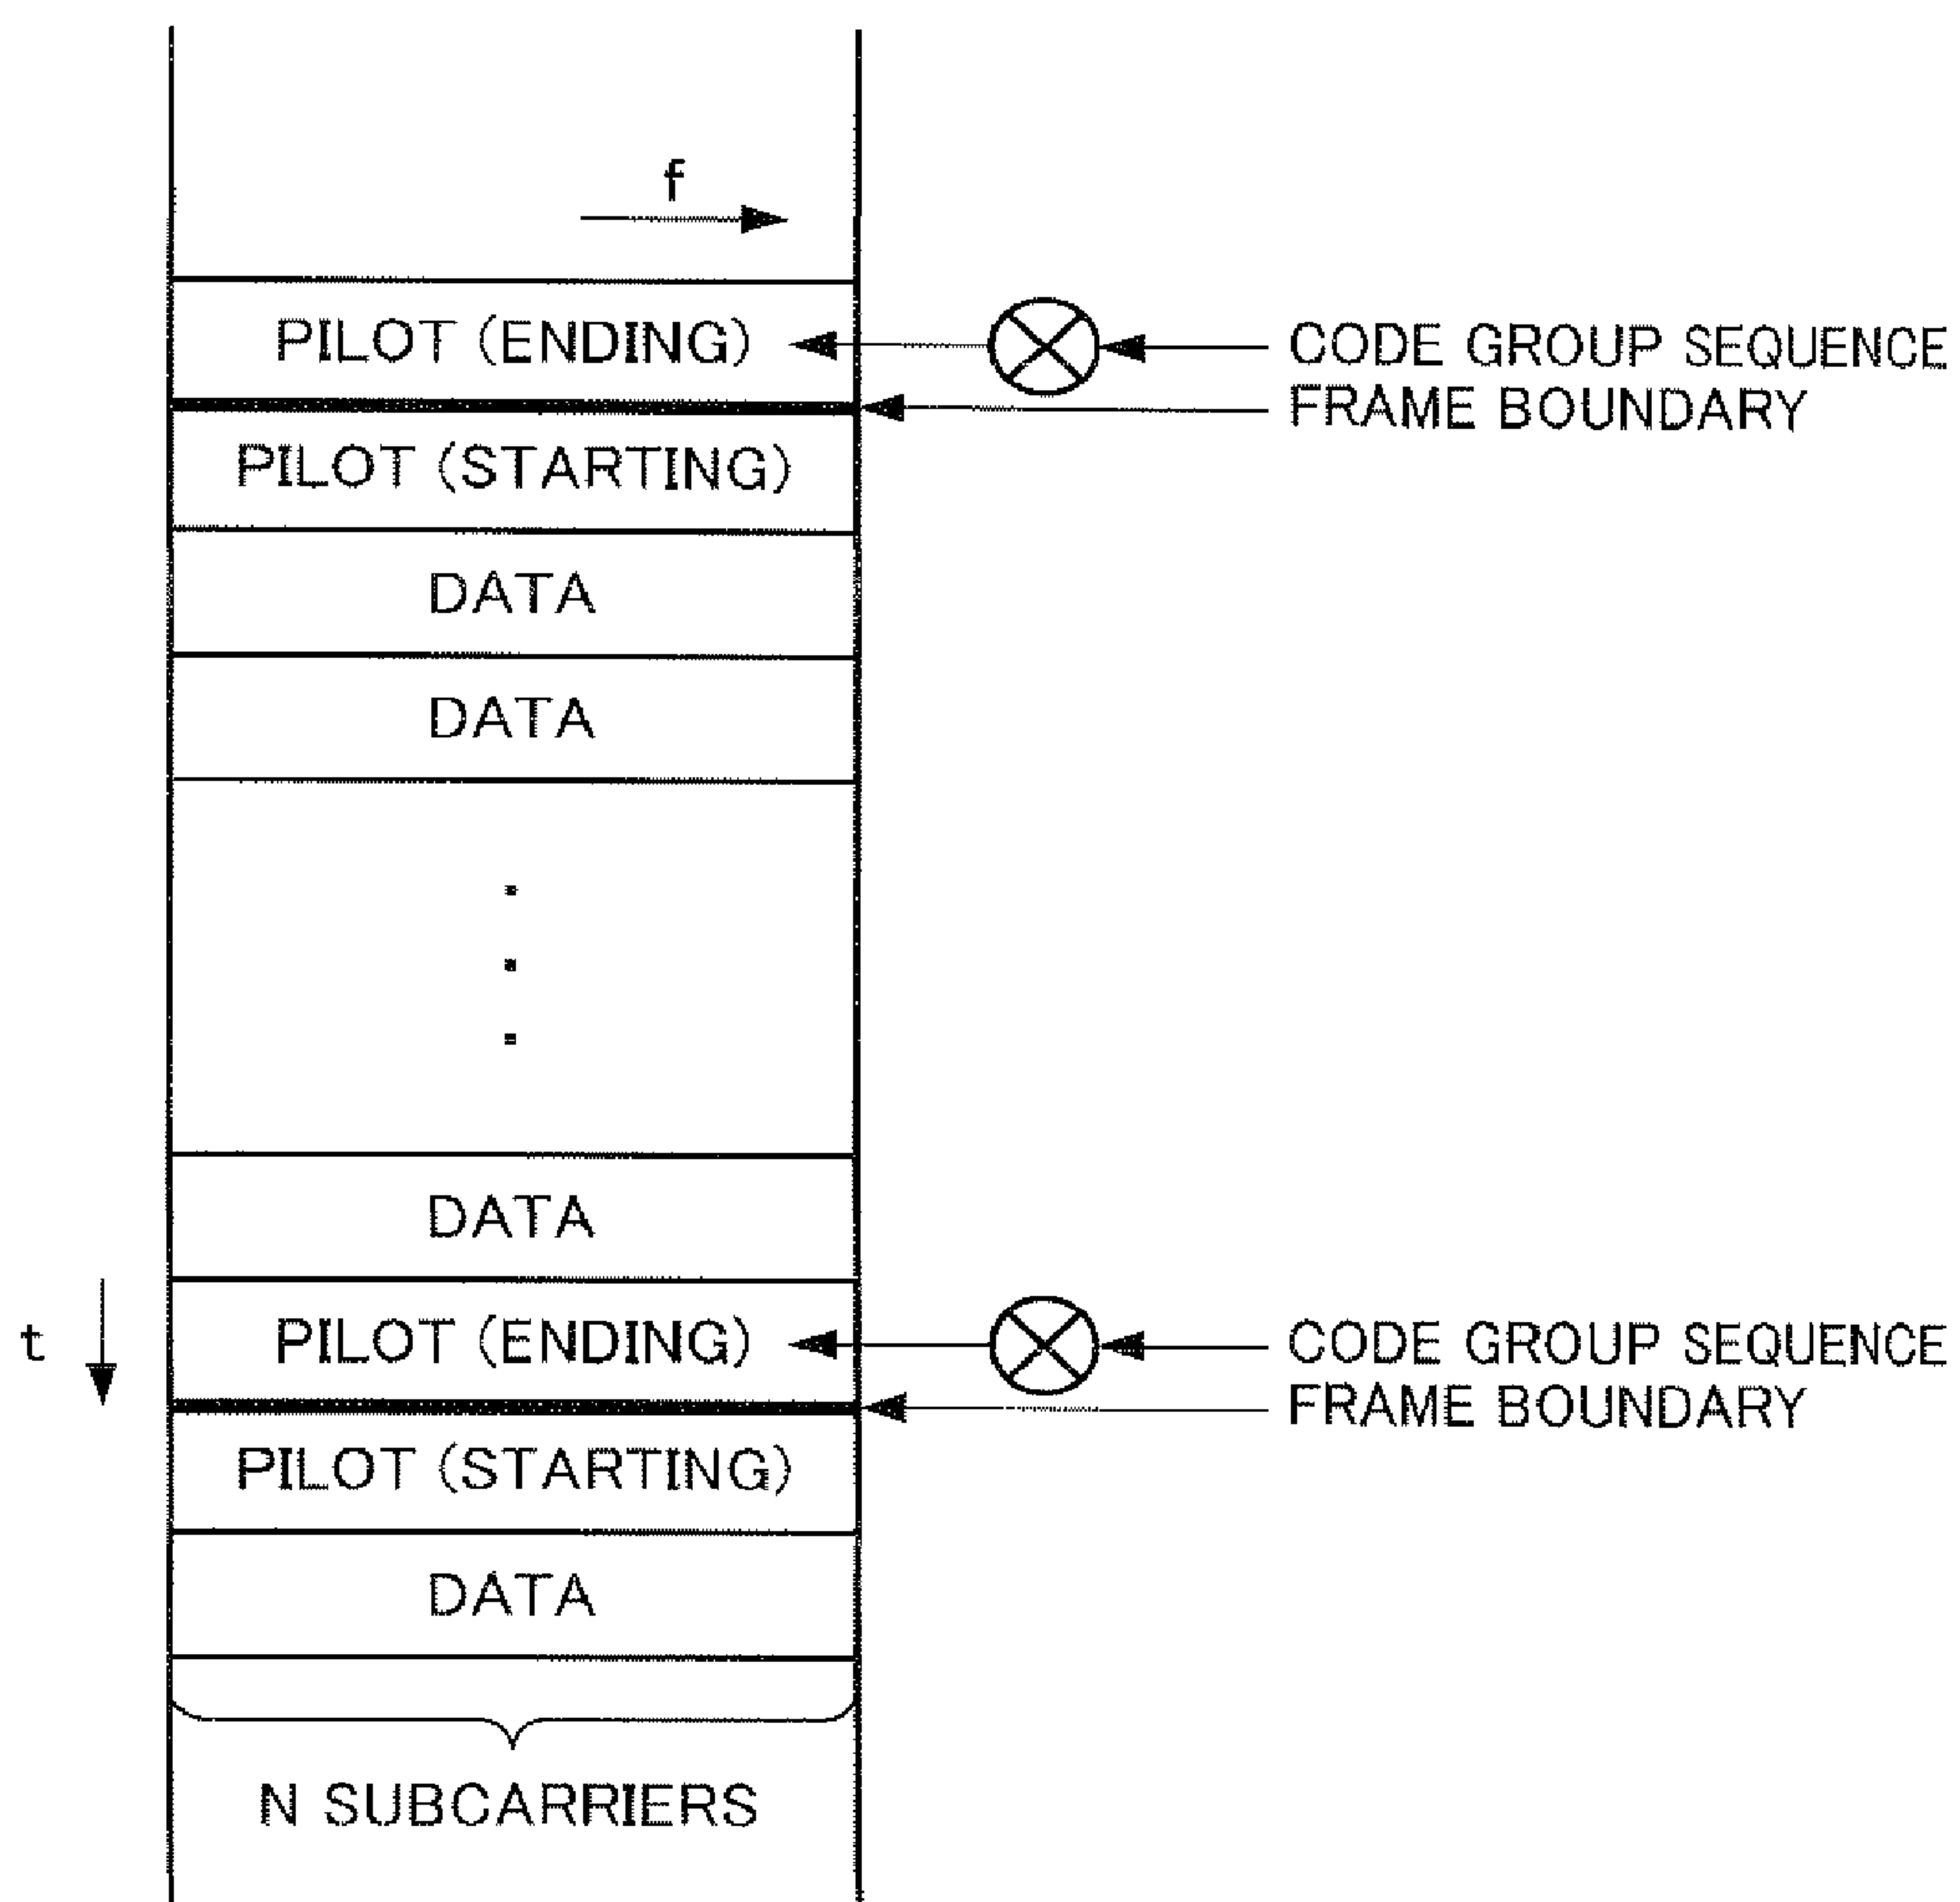 f
PILOT (ENDING)
CODE GROUP SEQUENCE
FRAME BOUNDARY
PILOT (STARTING)
DATA
DATA
DATA
t
PILOT (ENDING)
CODE GROUP SEQUENCE
FRAME BOUNDARY
PILOT (STARTING)
DATA
N SUBCARRIERS